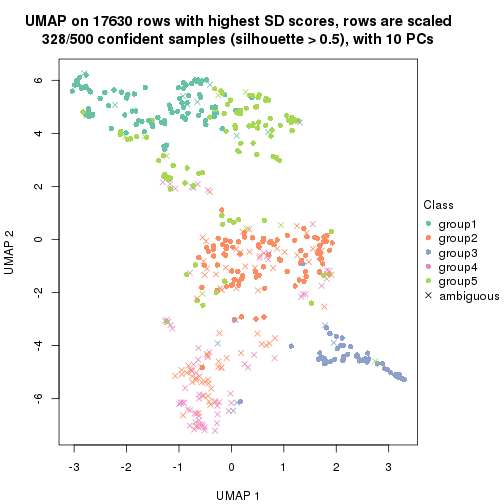 UMAP on 17630 rows with highest SD scores, rows are scaled
328/500 confident samples (silhouette > 0.5), with 10 PCs
UMAP 2
6
4
2
0
-2
-4
-6
-3
-2
-1
0
1
2
3
UMAP 1
Class
group1
group2
group3
group4
group5
ambiguous